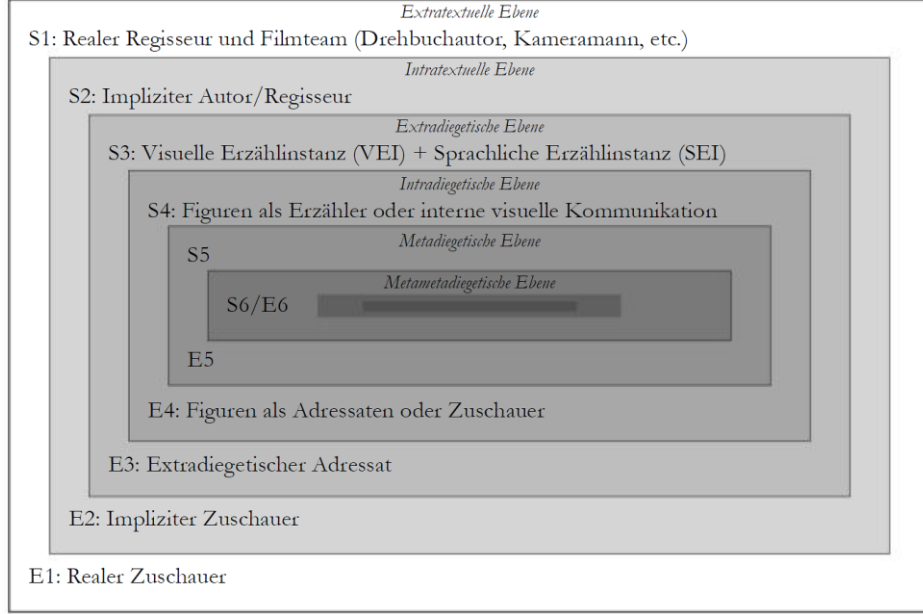 Extratextuelle Ebene
S1: Realer Regisseur und Filmteam (Drehbuchautor, Kameramann, etc.)
Intratextuelle Ebene
S2: Impliziter Autor/Regisseur
Extradiegetische Ebene
S3: Visuelle Erzählinstanz (VEI) + Sprachliche Erzählinstanz (SEI)
Intradiegetische Ebene
S4: Figuren als Erzähler oder interne visuelle Kommunikation
Metadiegetische Ebene
S5
Metametadiegetische Ebene
S6/E6
E5
E4: Figuren als Adressaten oder Zuschauer
E3: Extradiegetischer Adressat
E2: Impliziter Zuschauer
E1: Realer Zuschauer